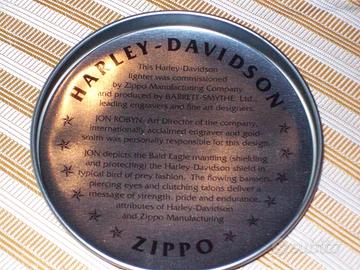 HARLEY-DAVIDSON
This Harley-Davidson
lighter was commissioned
by Zippo Manufacturing Company
and produced by BARRETT-SMYTHE, Ltd.
leading engravers and fine art designers.
JON ROBYN, Art Director of the company,
internationally acclaimed engraver and gold-
smith was personally responsible for this design.
JON depicts the Bald Eagle mantling (shielding
and protecting) the Harley-Davidson shield in
typical bird of prey fashion. The flowing banners,
piercing eyes and clutching talons deliver a
message of strength, pride and endurance,
attributes of Harley-Davidson
and Zippo Manufacturing
ZIPPO
subito